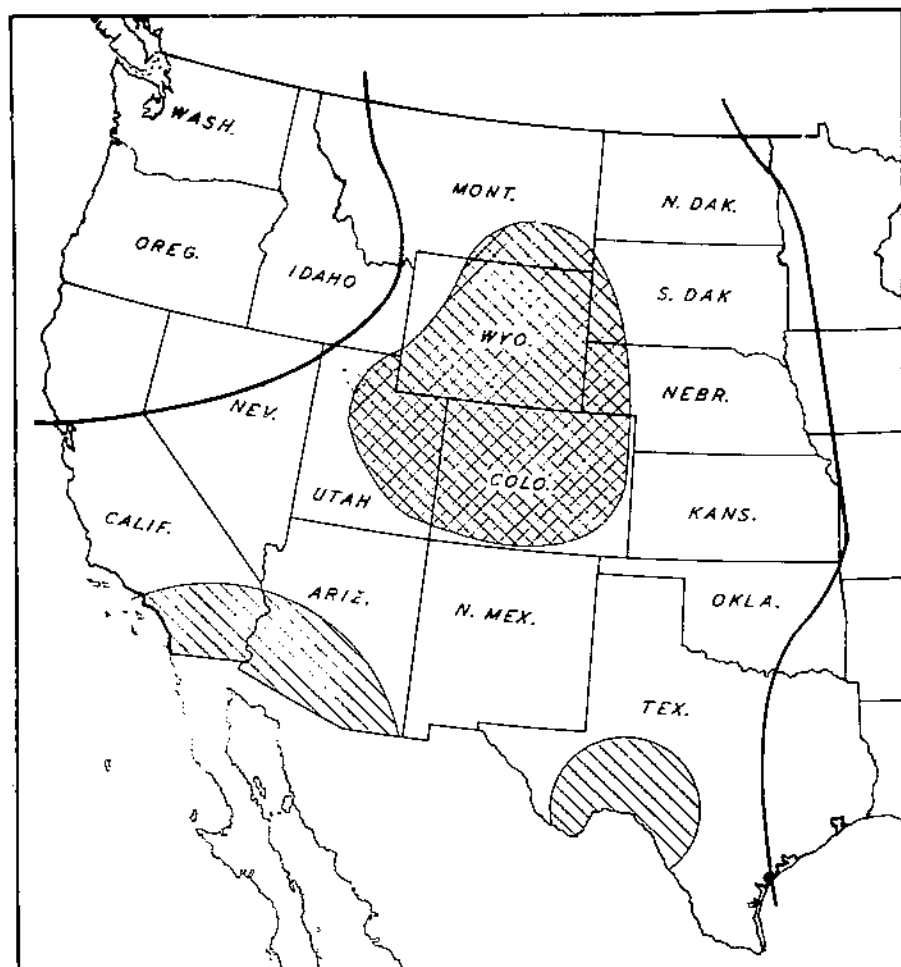 WASH.
MONT.
N. DAK.
OREG.
IDAHO
S. DAK
WYO.
NEBR.
NEV.
COLO.
UTAH
KANS.
CALIF.
ARIZ.
N. MEX.
OKLA.
TEX.